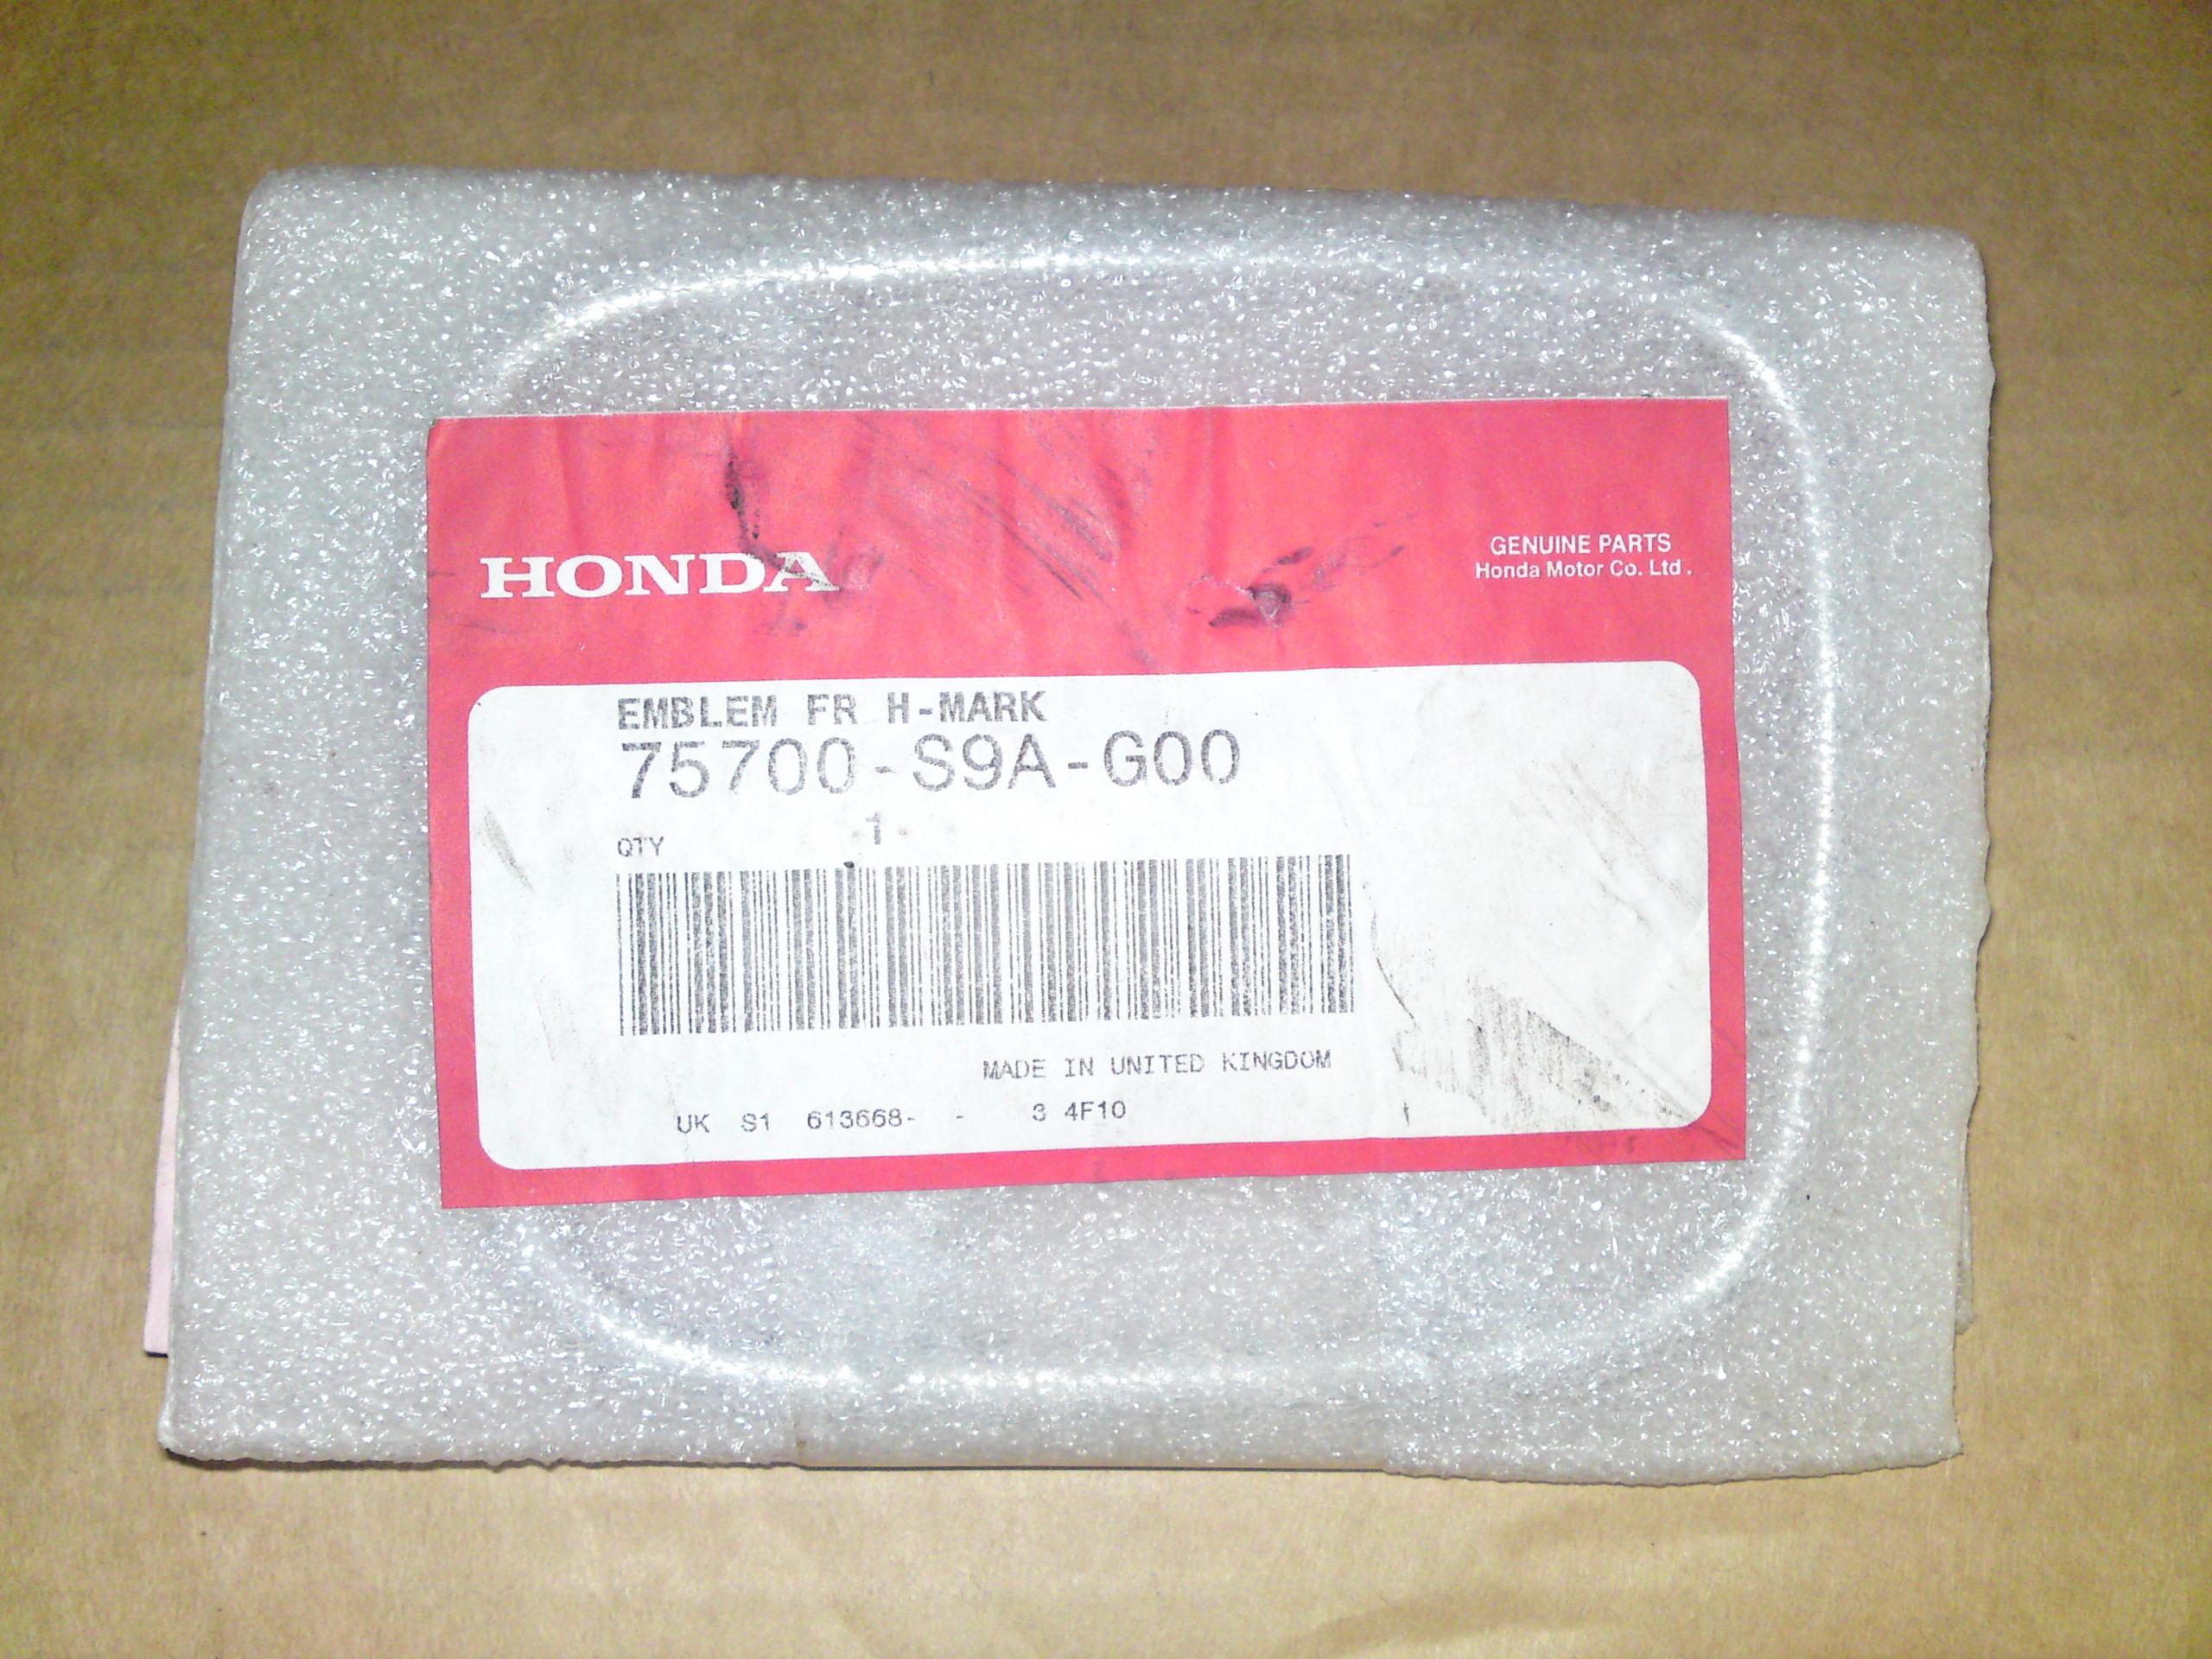 HONDA
GENUINE PARTS
Honda Motor Co. Ltd .
EMBLEM FR H-MARK
75700-S9A-G00
QTY 1
MADE IN UNITED KINGDOM
UK S1 613668- - 3 4F10